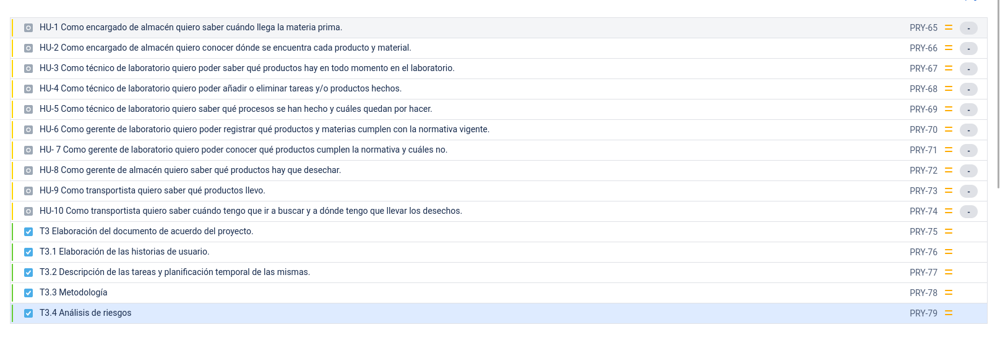 HU-1 Como encargado de almacén quiero saber cuándo llega la materia prima. PRY-65 -
HU-2 Como encargado de almacén quiero conocer dónde se encuentra cada producto y material. PRY-66 -
HU-3 Como técnico de laboratorio quiero poder saber qué productos hay en todo momento en el laboratorio. PRY-67 -
HU-4 Como técnico de laboratorio quiero poder añadir o eliminar tareas y/o productos hechos. PRY-68 -
HU-5 Como técnico de laboratorio quiero saber qué procesos se han hecho y cuáles quedan por hacer. PRY-69 -
HU-6 Como gerente de laboratorio quiero poder registrar qué productos y materias cumplen con la normativa vigente. PRY-70 -
HU- 7 Como gerente de laboratorio quiero poder conocer qué productos cumplen la normativa y cuáles no. PRY-71 -
HU-8 Como gerente de almacén quiero saber qué productos hay que desechar. PRY-72 -
HU-9 Como transportista quiero saber qué productos llevo. PRY-73 -
HU-10 Como transportista quiero saber cuándo tengo que ir a buscar y a dónde tengo que llevar los desechos. PRY-74 -
T3 Elaboración del documento de acuerdo del proyecto. PRY-75
T3.1 Elaboración de las historias de usuario. PRY-76
T3.2 Descripción de las tareas y planificación temporal de las mismas. PRY-77
T3.3 Metodología PRY-78
T3.4 Análisis de riesgos PRY-79